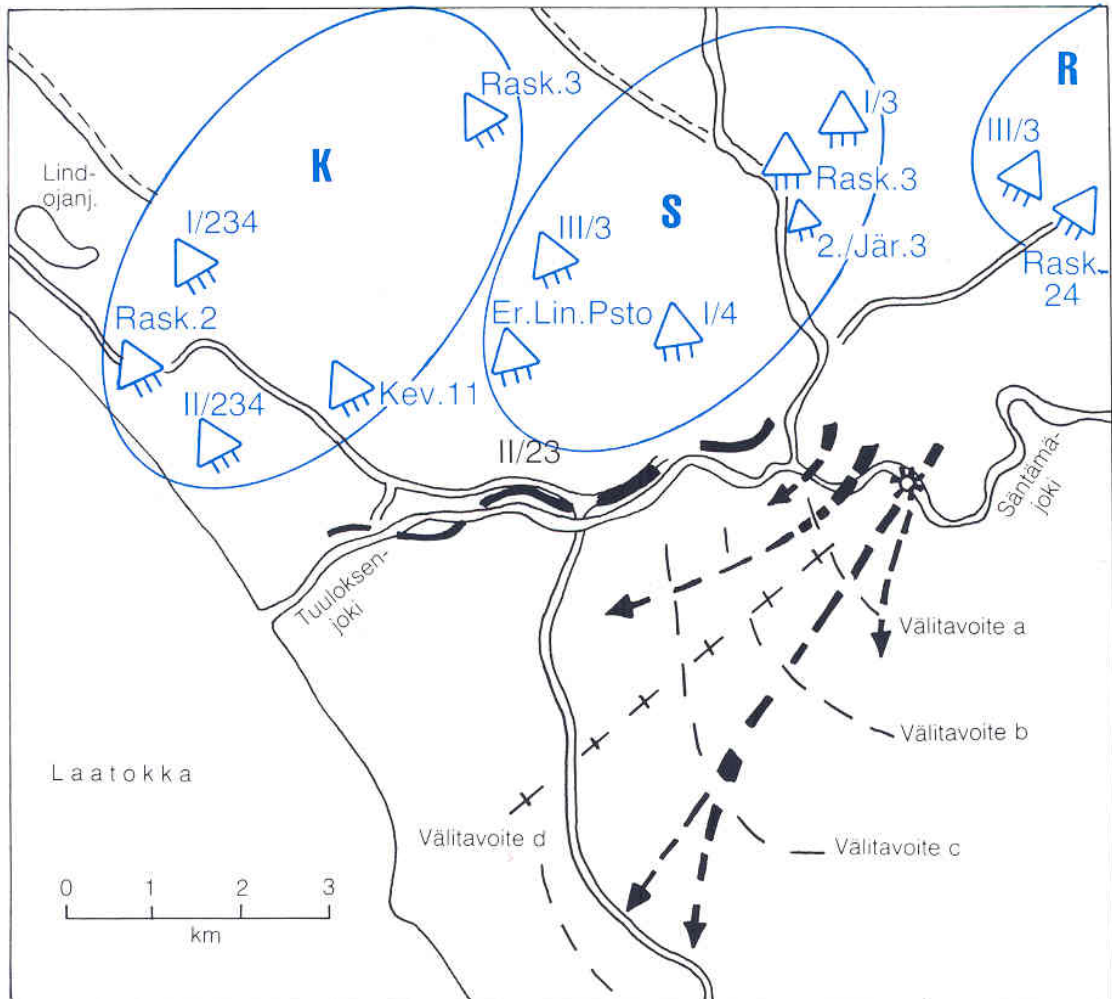 R
Rask.3
I/3
K
III/3
Lind-
ojanj.
Rask.3
S
I/234
III/3
2./Jär.3
Rask.
24
Rask.2
Er.Lin.Psto
I/4
II/234
Kev.11
II/23
Säntämä-
joki
Tuuloksen-
joki
Välitavoite a
Välitavoite b
Laatokka
Välitavoite d
Välitavoite c
0 1 2 3
km